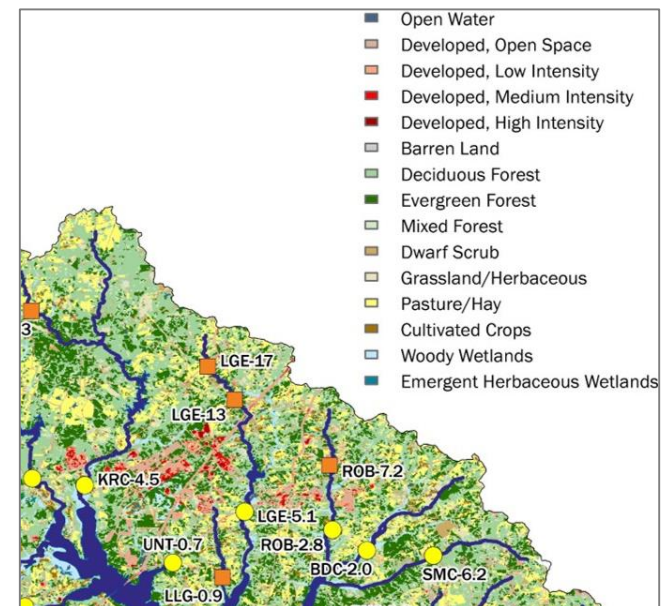 Open Water
Developed, Open Space
Developed, Low Intensity
Developed, Medium Intensity
Developed, High Intensity
Barren Land
Deciduous Forest
Evergreen Forest
Mixed Forest
Dwarf Scrub
Grassland/Herbaceous
Pasture/Hay
Cultivated Crops
Woody Wetlands
Emergent Herbaceous Wetlands
3
LGE-17
LGE-13
ROB-7.2
KRC-4.5
LGE-5.1
UNT-0.7
ROB-2.8
BDC-2.0
SMC-6.2
LLG-0.9